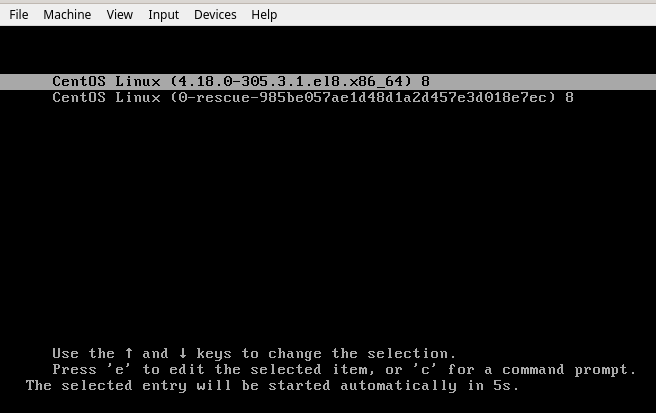 File Machine View Input Devices Help
CentOS Linux (4.18.0-305.3.1.el8.x86_64) 8
CentOS Linux (0-rescue-985be057ae1d48d1a2d457e3d018e7ec) 8
Use the ↑ and ↓ keys to change the selection.
Press 'e' to edit the selected item, or 'c' for a command prompt.
The selected entry will be started automatically in 5s.